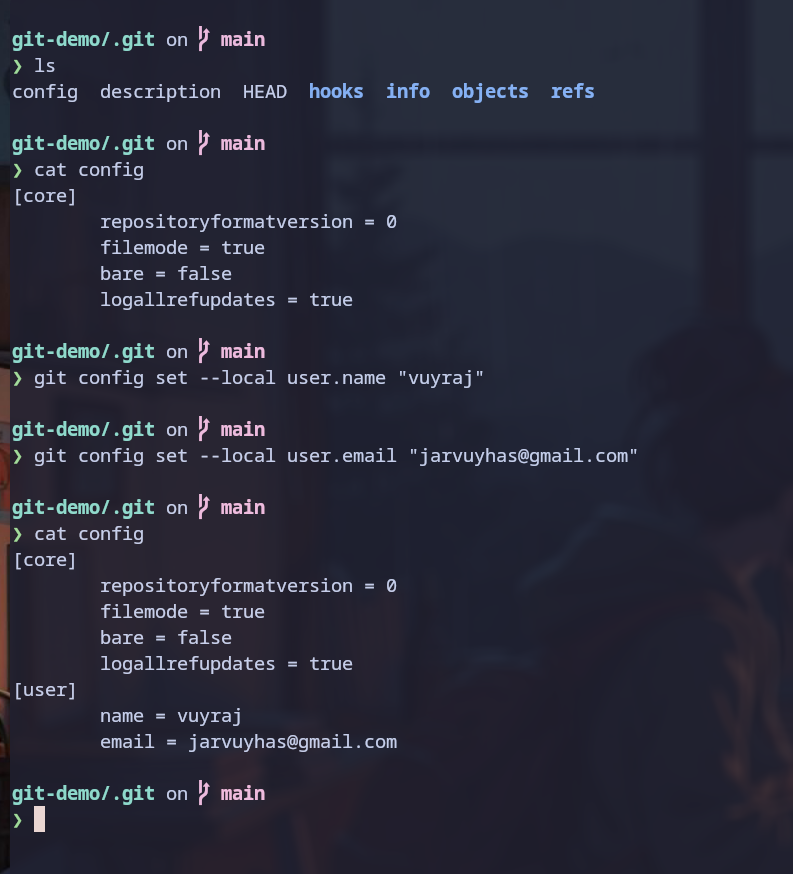 git-demo/.git on main
❯ ls
config  description  HEAD  hooks  info  objects  refs
git-demo/.git on main
❯ cat config
[core]
        repositoryformatversion = 0
        filemode = true
        bare = false
        logallrefupdates = true
git-demo/.git on main
❯ git config set --local user.name "vuyraj"
git-demo/.git on main
❯ git config set --local user.email "jarvuyhas@gmail.com"
git-demo/.git on main
❯ cat config
[core]
        repositoryformatversion = 0
        filemode = true
        bare = false
        logallrefupdates = true
[user]
        name = vuyraj
        email = jarvuyhas@gmail.com
git-demo/.git on main
❯